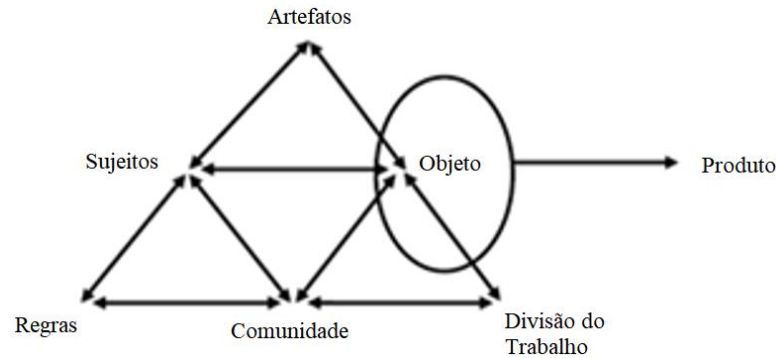 Artefatos
Sujeitos
Objeto
Produto
Regras
Comunidade
Divisão do
Trabalho